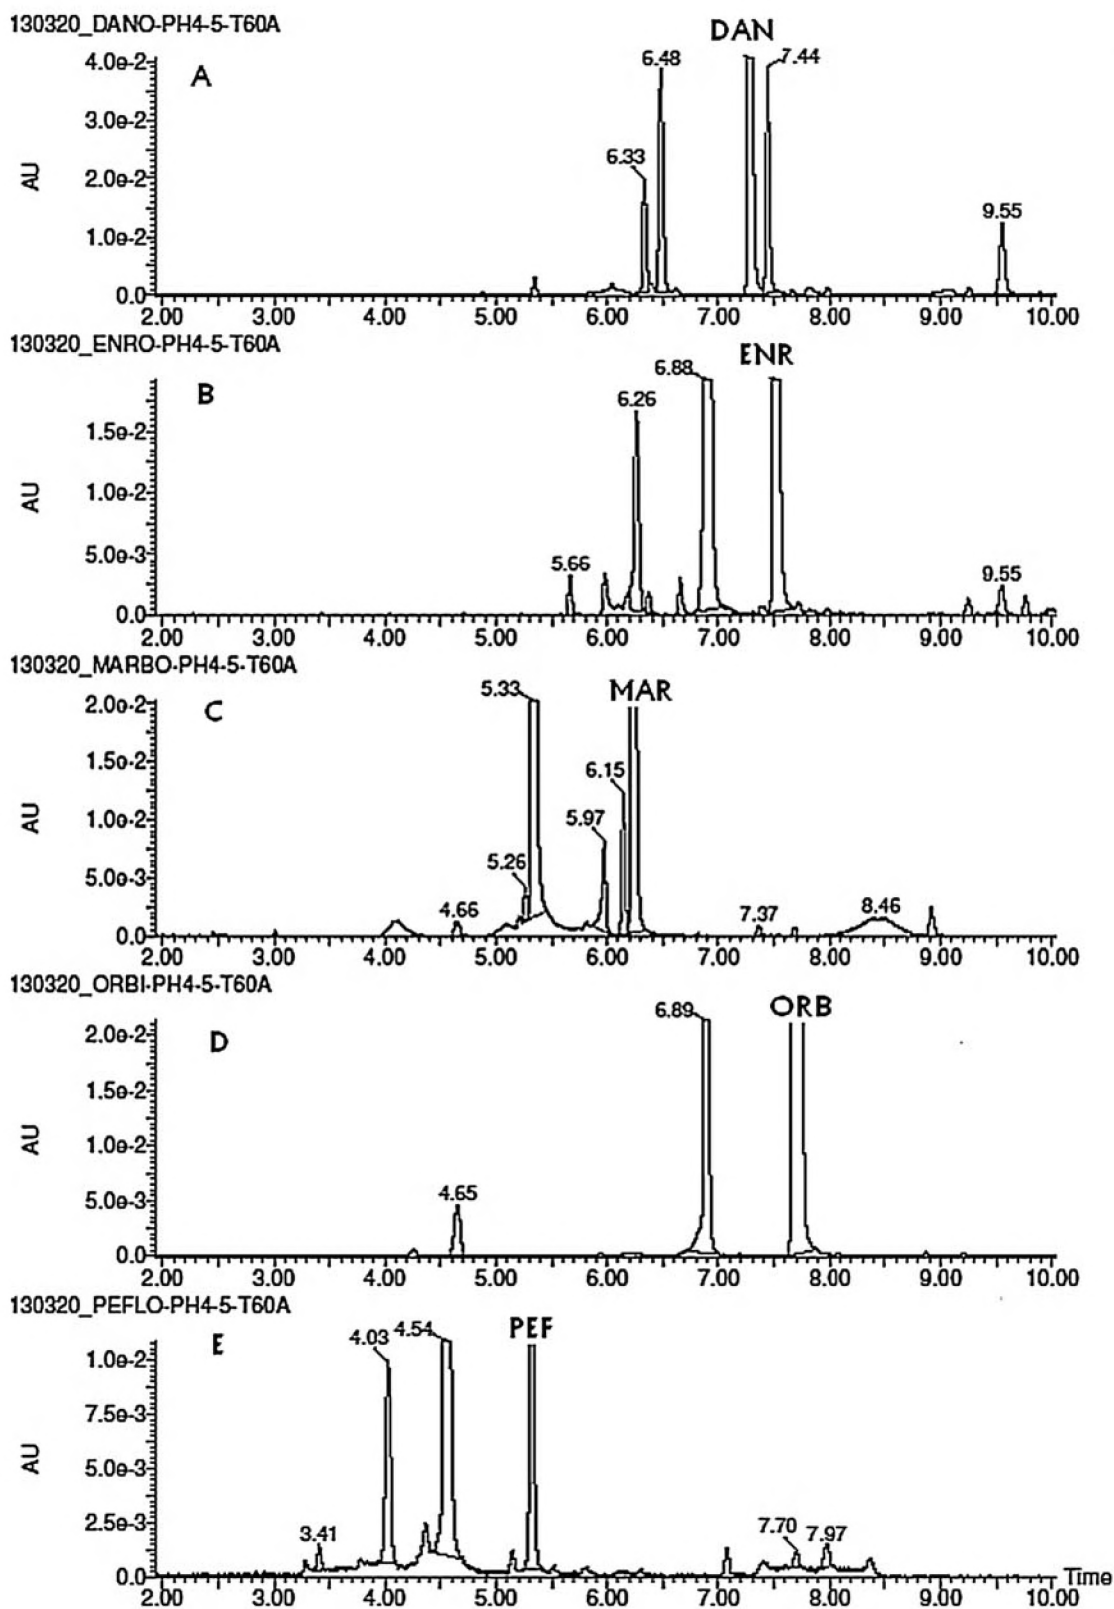 130320_DANO-PH4-5-T60A
DAN
A
4.0e-2
6.48
7.44
3.0e-2
6.33
AU
2.0e-2
9.55
1.0e-2
0.0
2.00 3.00 4.00 5.00 6.00 7.00 8.00 9.00 10.00
130320_ENRO-PH4-5-T60A
ENR
B
6.88
6.26
1.5e-2
AU
1.0e-2
5.0e-3
5.66
9.55
0.0
2.00 3.00 4.00 5.00 6.00 7.00 8.00 9.00 10.00
130320_MARBO-PH4-5-T60A
MAR
C
5.33
2.0e-2
1.5e-2
6.15
AU
1.0e-2
5.97
5.0e-3
5.26
4.66
7.37
8.46
0.0
2.00 3.00 4.00 5.00 6.00 7.00 8.00 9.00 10.00
130320_ORBI-PH4-5-T60A
ORB
D
6.89
2.0e-2
1.5e-2
AU
1.0e-2
5.0e-3
4.65
0.0
2.00 3.00 4.00 5.00 6.00 7.00 8.00 9.00 10.00
130320_PEFLO-PH4-5-T60A
PEF
E
4.03
4.54
1.0e-2
7.5e-3
AU
5.0e-3
2.5e-3
3.41
7.70
7.97
0.0
Time
2.00 3.00 4.00 5.00 6.00 7.00 8.00 9.00 10.00